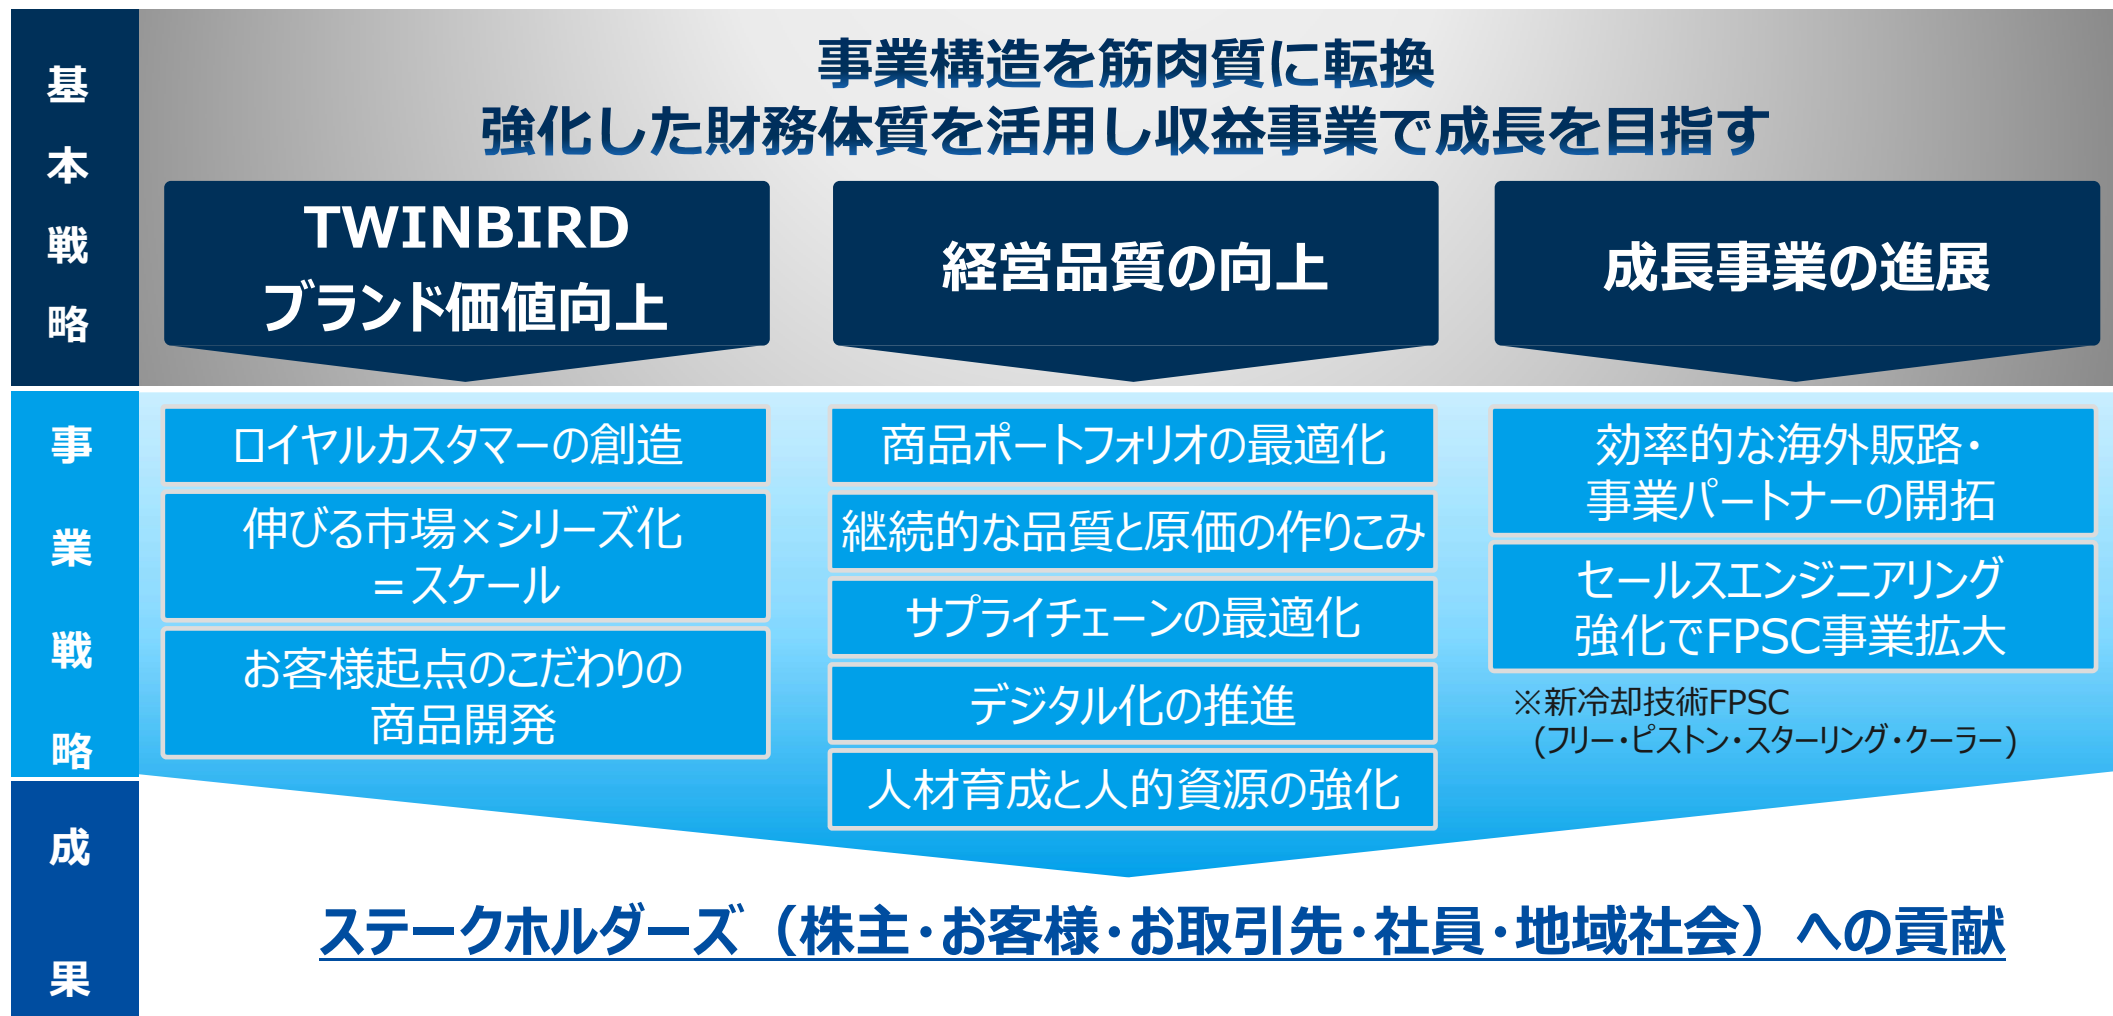 基本戦略
事業構造を筋肉質に転換
強化した財務体質を活用し収益事業で成長を目指す
TWINBIRD
ブランド価値向上
経営品質の向上
成長事業の進展
事業戦略
ロイヤルカスタマーの創造
伸びる市場×シリーズ化
=スケール
お客様起点のこだわりの
商品開発
商品ポートフォリオの最適化
継続的な品質と原価の作りこみ
サプライチェーンの最適化
デジタル化の推進
人材育成と人的資源の強化
効率的な海外販路・
事業パートナーの開拓
セールスエンジニアリング
強化でFPSC事業拡大
※新冷却技術FPSC
(フリー・ピストン・スターリング・クーラー)
成果
ステークホルダーズ（株主・お客様・お取引先・社員・地域社会）への貢献